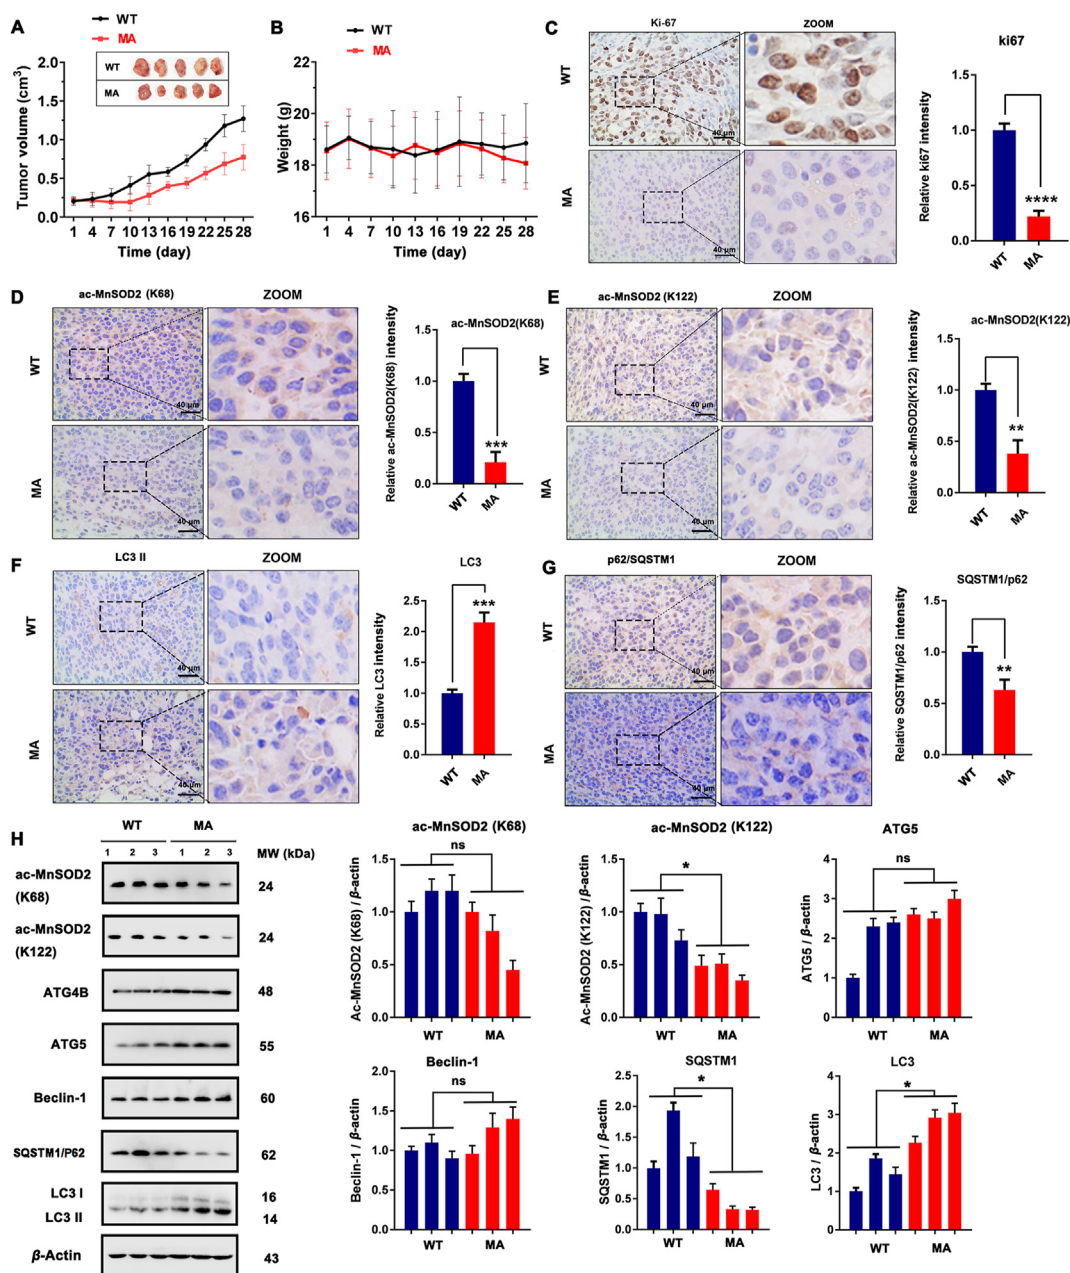 A
WT
MA
Tumor volume (cm3)
2.0
1.5
1.0
0.5
0.0
WT
MA
1 4 7 10 13 16 19 22 25 28
Time (day)
B
WT
MA
Weight (g)
22
20
18
16
1 4 7 10 13 16 19 22 25 28
Time (day)
C
Ki-67
ZOOM
WT
40 μm
MA
40 μm
ki67
Relative ki67 intensity
1.5
1.0
0.5
0.0
****
WT MA
D
ac-MnSOD2 (K68)
ZOOM
WT
40 μm
MA
40 μm
ac-MnSOD2(K68)
Relative ac-MnSOD2(K68) intensity
1.5
1.0
0.5
0.0
***
WT MA
E
ac-MnSOD2 (K122)
ZOOM
WT
40 μm
MA
40 μm
ac-MnSOD2(K122)
Relative ac-MnSOD2(K122) intensity
1.5
1.0
0.5
0.0
**
WT MA
F
LC3 II
ZOOM
WT
40 μm
MA
40 μm
LC3
Relative LC3 intensity
2.5
2.0
1.5
1.0
0.5
0.0
***
WT MA
G
p62/SQSTM1
ZOOM
WT
40 μm
MA
40 μm
SQSTM1/p62
Relative SQSTM1/p62 intensity
1.5
1.0
0.5
0.0
**
WT MA
H
WT MA
1 2 3 1 2 3 MW (kDa)
ac-MnSOD2
(K68)
24
ac-MnSOD2
(K122)
24
ATG4B
48
ATG5
55
Beclin-1
60
SQSTM1/P62
62
LC3 I
16
LC3 II
14
β-Actin
43
ac-MnSOD2 (K68)
Ac-MnSOD2 (K68) / β-actin
1.5
1.0
0.5
0.0
ns
WT MA
ac-MnSOD2 (K122)
Ac-MnSOD2 (K122) / β-actin
1.5
1.0
0.5
0.0
*
WT MA
ATG5
ATG5 / β-actin
4
3
2
1
0
ns
WT MA
Beclin-1
Beclin-1 / β-actin
2.0
1.5
1.0
0.5
0.0
ns
WT MA
SQSTM1
SQSTM1 / β-actin
2.5
2.0
1.5
1.0
0.5
0.0
*
WT MA
LC3
LC3 / β-actin
4
3
2
1
0
*
WT MA